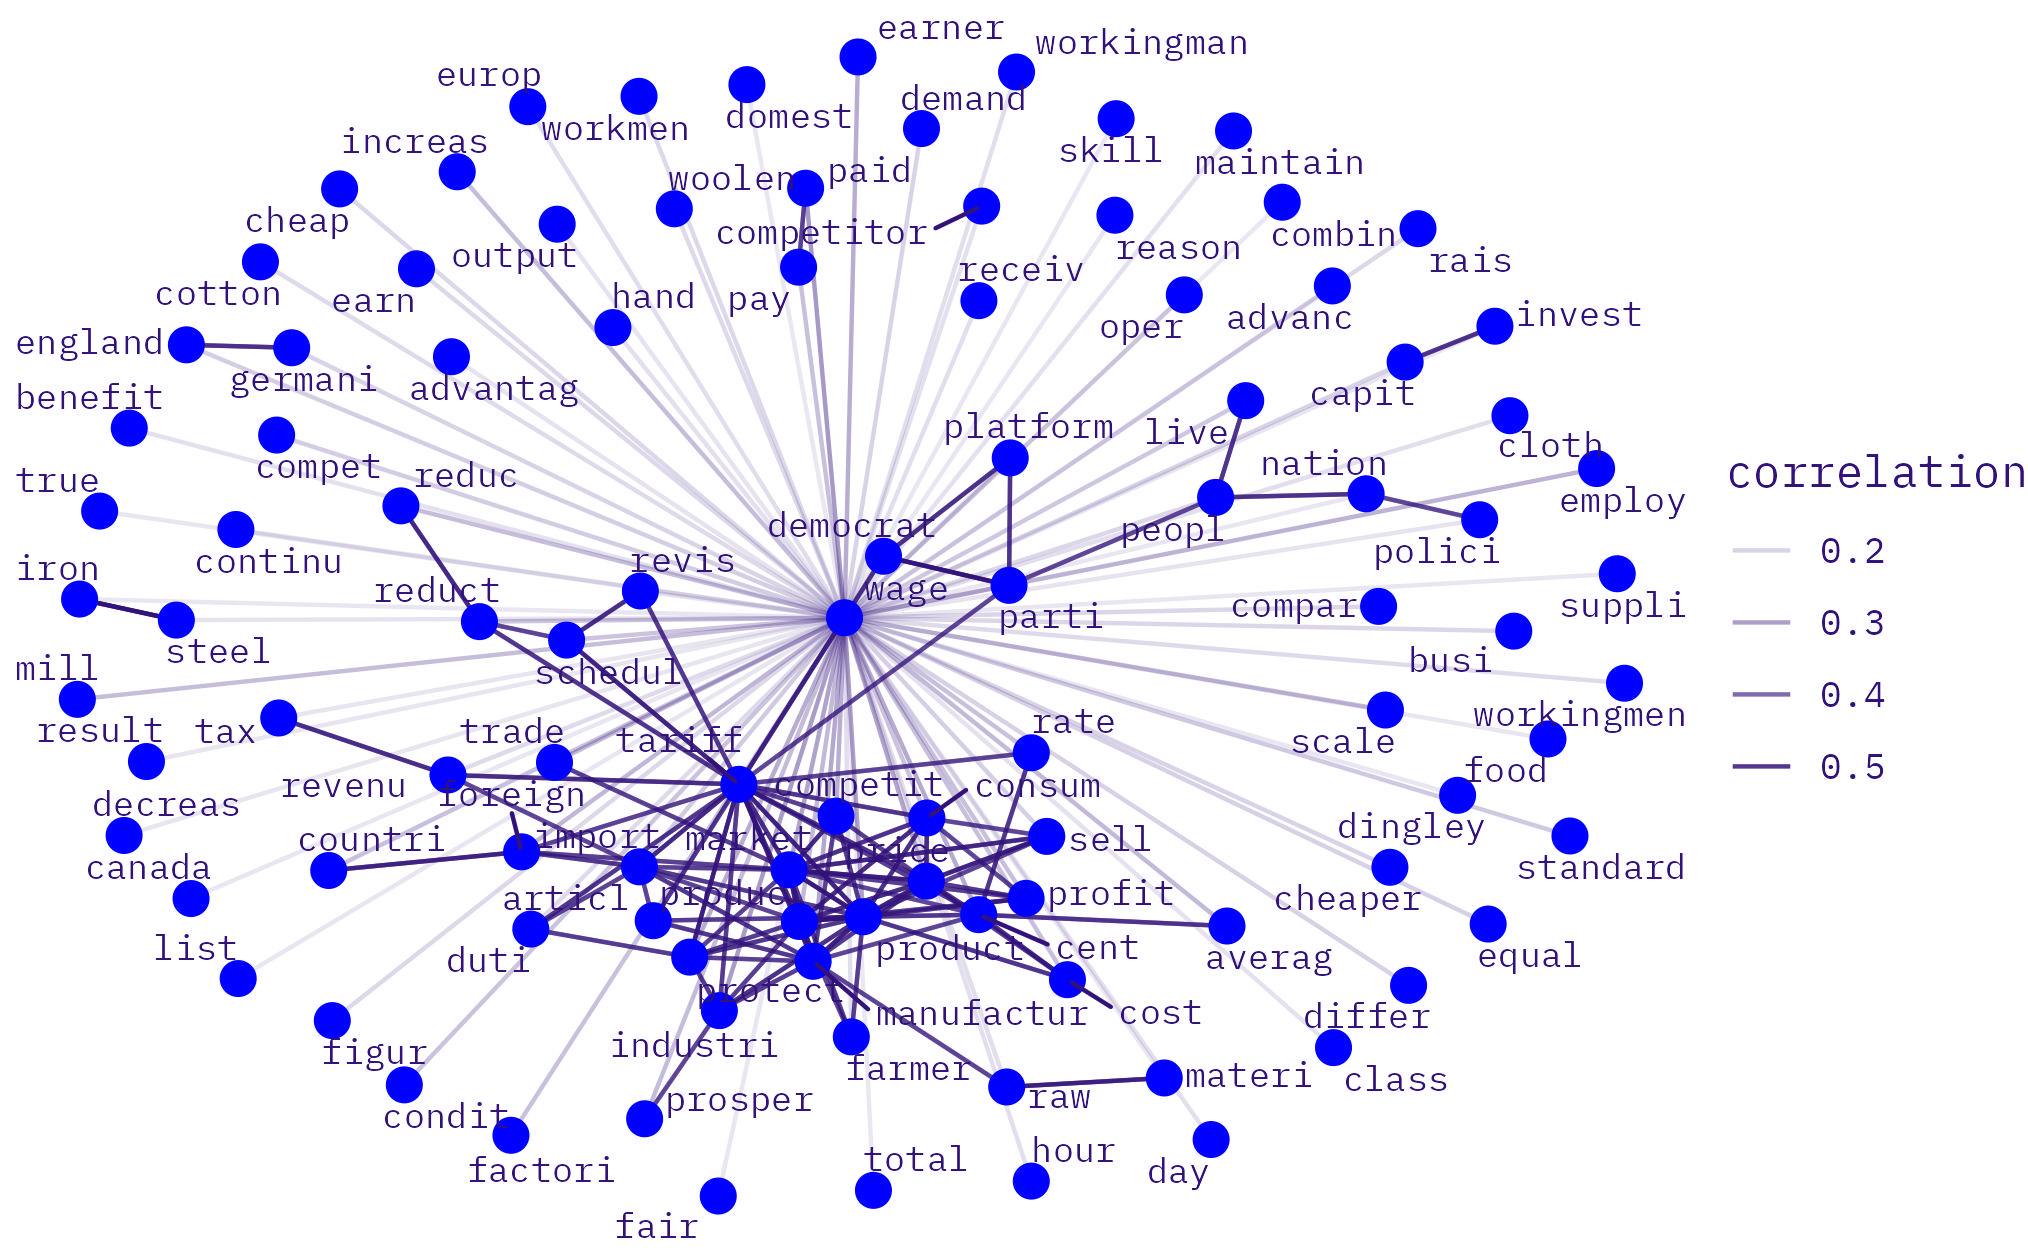 earner
workingman
europ
demand
workmen
domest
increas
skill
maintain
woolen
paid
cheap
competitor
combin
output
reason
rais
cotton
earn
hand
pay
receiv
oper
advanc
invest
england
germani
advantag
capit
benefit
platform
live
cloth
compet
reduc
nation
true
democrat
peopl
employ
continu
revis
polici
iron
reduct
wage
parti
compar
suppli
steel
schedul
busi
mill
result
tax
trade
tariff
rate
scale
workingmen
revenu
foreign
competit
consum
food
decreas
countri
import
market
price
sell
dingley
canada
articl
produc
profit
cheaper
standard
list
duti
product
cent
averag
equal
protect
manufactur
cost
differ
figur
industri
farmer
materi
class
condit
prosper
raw
factori
total
hour
day
fair
correlation
0.2
0.3
0.4
0.5